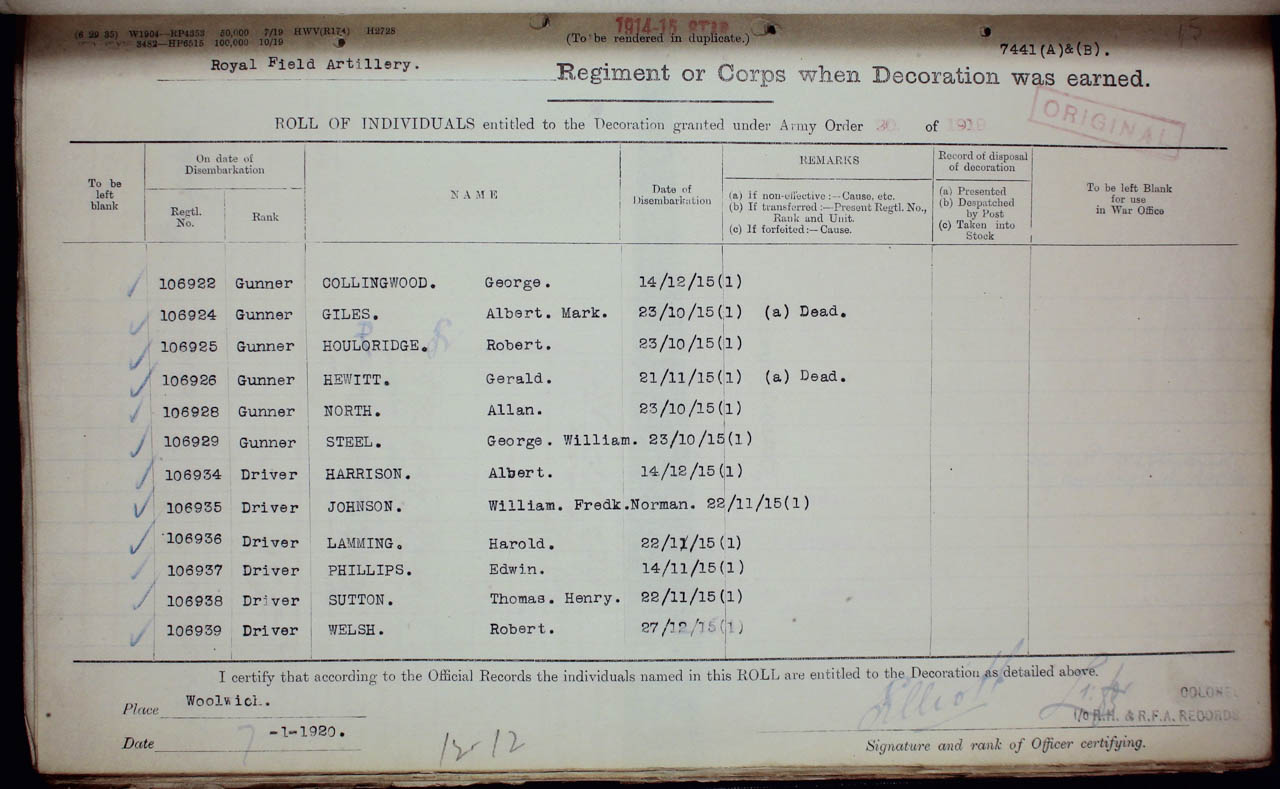 (6 29 35) W1904—RP4353 50,000 7/19 HWV(R174) H2728
3482—HP6515 100,000 10/19
1914-15 STAR
(To be rendered in duplicate.)
7441(A)&(B).
Royal Field Artillery.
Regiment or Corps when Decoration was earned.
ORIGINAL
ROLL OF INDIVIDUALS entitled to the Decoration granted under Army Order 30. of 1919
To be left blank
On date of Disembarkation
Regtl. No.
Rank
NAME
Date of Disembarkation
REMARKS
(a) If non-effective:—Cause, etc.
(b) If transferred:—Present Regtl. No., Rank and Unit.
(c) If forfeited:—Cause.
Record of disposal of decoration
(a) Presented
(b) Despatched by Post
(c) Taken into Stock
To be left Blank for use in War Office
106922 Gunner COLLINGWOOD. George. 14/12/15(1)
106924 Gunner GILES. Albert. Mark. 23/10/15(1) (a) Dead.
106925 Gunner HOULORIDGE. Robert. 23/10/15(1)
106926 Gunner HEWITT. Gerald. 21/11/15(1) (a) Dead.
106928 Gunner NORTH. Allan. 23/10/15(1)
106929 Gunner STEEL. George. William. 23/10/15(1)
106934 Driver HARRISON. Albert. 14/12/15(1)
106935 Driver JOHNSON. William. Fredk.Norman. 22/11/15(1)
106936 Driver LAMMING. Harold. 22/11/15(1)
106937 Driver PHILLIPS. Edwin. 14/11/15(1)
106938 Driver SUTTON. Thomas. Henry. 22/11/15(1)
106939 Driver WELSH. Robert. 27/12/15(1)
I certify that according to the Official Records the individuals named in this ROLL are entitled to the Decoration as detailed above.
Place Woolwich.
COLONEL
i/c R.H. & R.F.A. RECORDS
Date 7 -1-1920.
12 12
Signature and rank of Officer certifying.